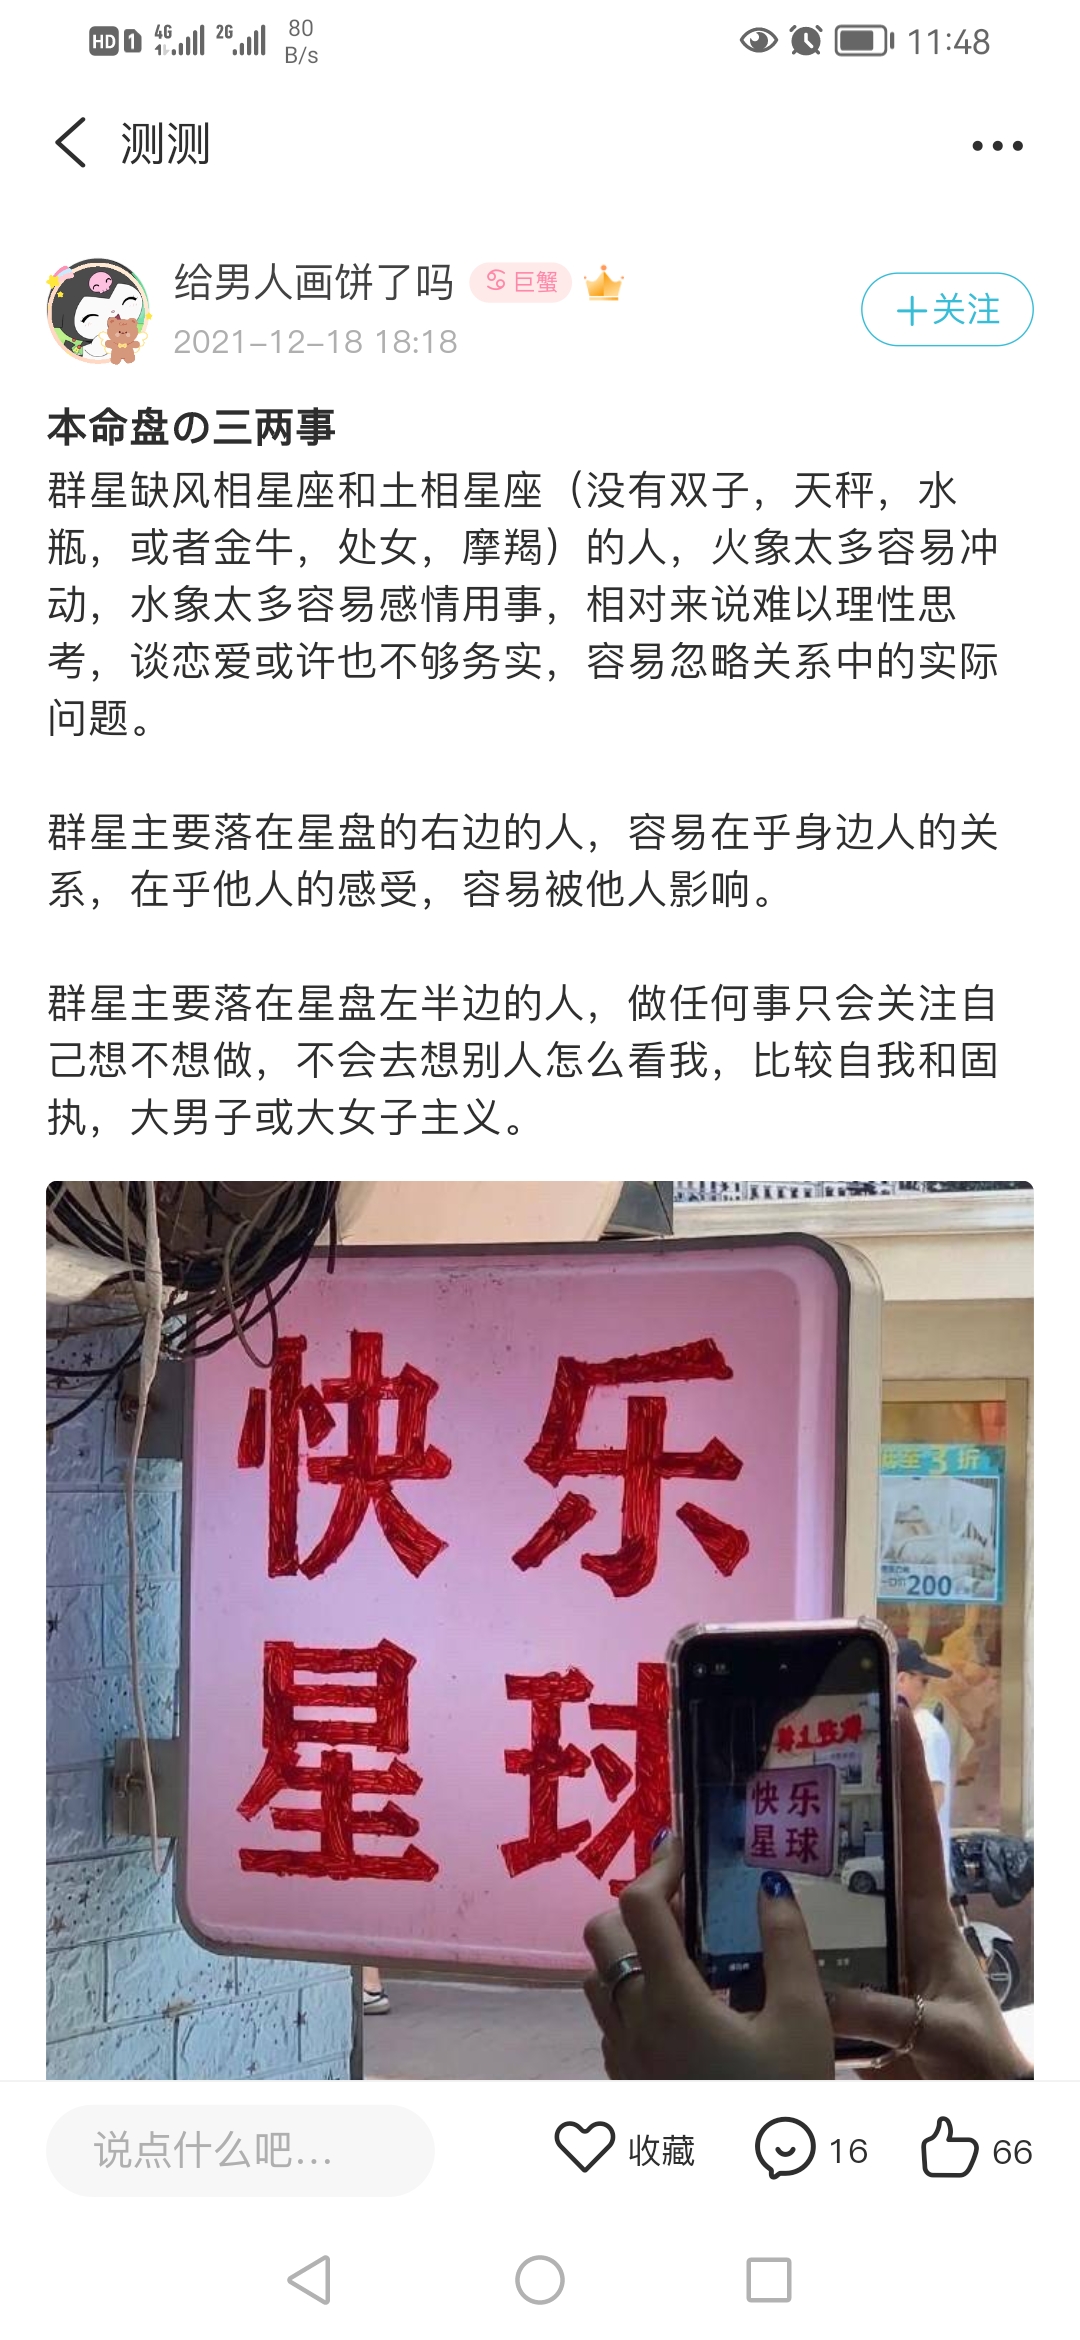 HD 1 4G 2G 80 B/s 11:48
测测
给男人画饼了吗 ♋ 巨蟹
+关注
2021-12-18 18:18
本命盘の三两事
群星缺风相星座和土相星座（没有双子，天秤，水
瓶，或者金牛，处女，摩羯）的人，火象太多容易冲
动，水象太多容易感情用事，相对来说难以理性思
考，谈恋爱或许也不够务实，容易忽略关系中的实际
问题。
群星主要落在星盘的右边的人，容易在乎身边人的关
系，在乎他人的感受，容易被他人影响。
群星主要落在星盘左半边的人，做任何事只会关注自
己想不想做，不会去想别人怎么看我，比较自我和固
执，大男子或大女子主义。
快乐
星球
3折
200
快乐
星球
说点什么吧...
收藏
16
66